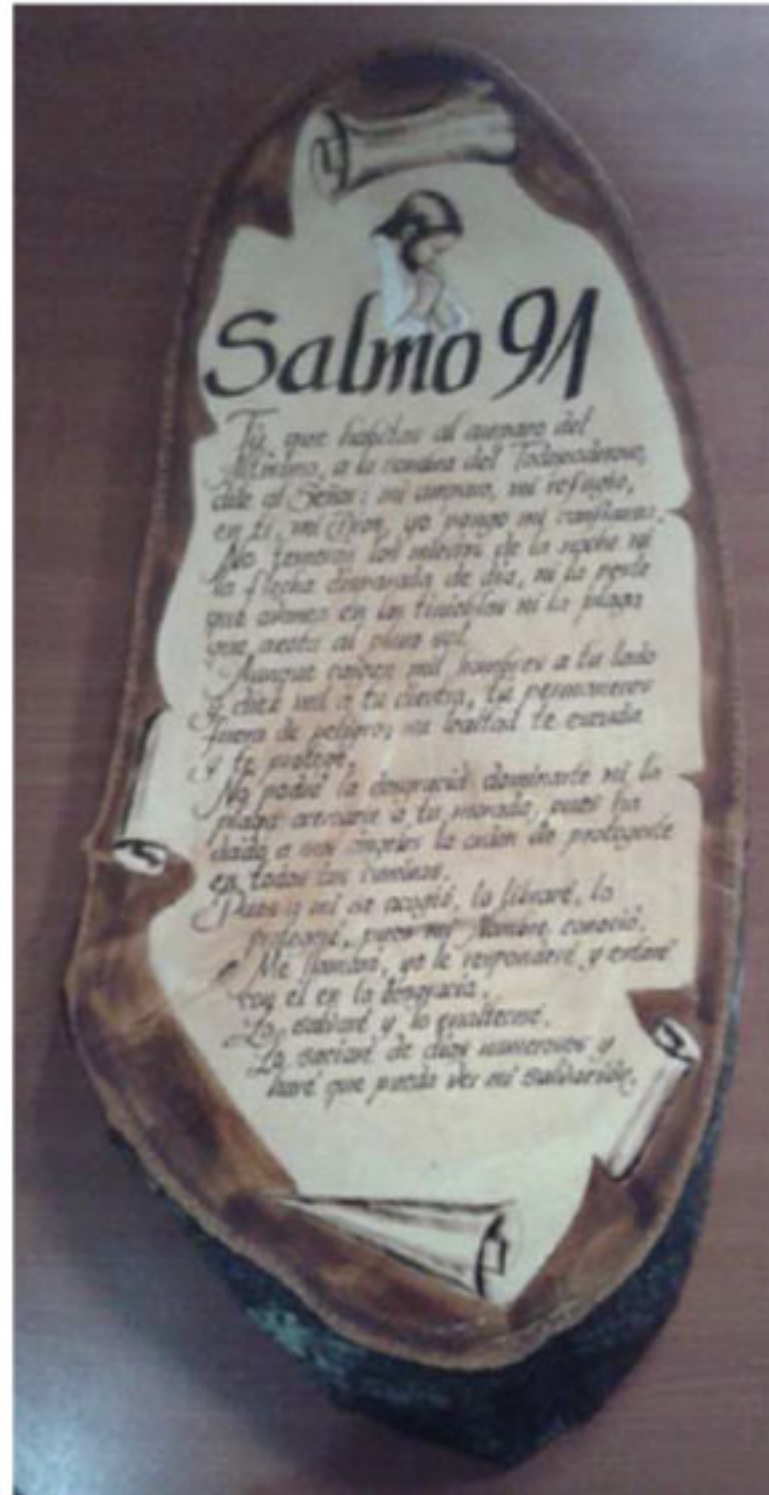 Salmo 91
Tú, que habitas al amparo del
Altísimo, a la sombra del Todopoderoso,
dile al Señor: mi amparo, mi refugio,
en ti, mi Dios, yo pongo mi confianza.
No temerás los miedos de la noche ni
la flecha disparada de día, ni la peste
que avanza en las tinieblas ni la plaga
que azota al pleno sol.
Aunque caigan mil hombres a tu lado
y diez mil a tu diestra, tú permaneces
fuera de peligro; su lealtad te escuda
y te protege.
No podrá la desgracia dominarte ni la
plaga acercarse a tu morada, pues ha
dado a sus ángeles la orden de protegerte
en todos tus caminos.
Pues a mí se acogió, lo libraré, lo
protegeré, pues mi Nombre conoció.
Me llamará, yo le responderé y estaré
con él en la desgracia.
Lo salvaré y lo enalteceré.
Lo saciaré de días numerosos y
haré que pueda ver mi salvación.